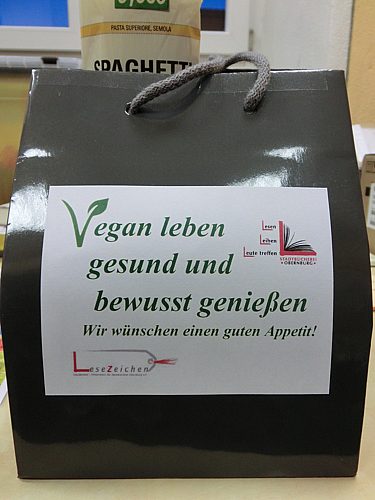 PASTA SUPERIORE, SEMOLA
SPAGHETTI
Vegan leben
gesund und
bewusst genießen
Wir wünschen einen guten Appetit!
Lesen
Leihen
Leute treffen
STADTBÜCHEREI
OBERNBURG
LeseZeichen